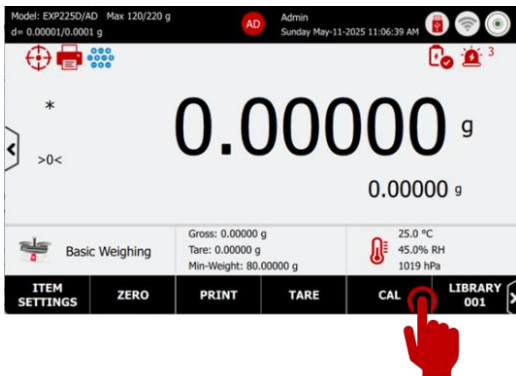 Model: EXP225D/AD Max 120/220 g
d= 0.00001/0.0001 g
AD
Admin
Sunday May-11-2025 11:06:39 AM
3
*
>0<
0.00000 g
0.00000 g
Basic Weighing
Gross: 0.00000 g
Tare: 0.00000 g
Min-Weight: 80.00000 g
25.0 °C
45.0% RH
1019 hPa
ITEM
SETTINGS
ZERO
PRINT
TARE
CAL
LIBRARY
001